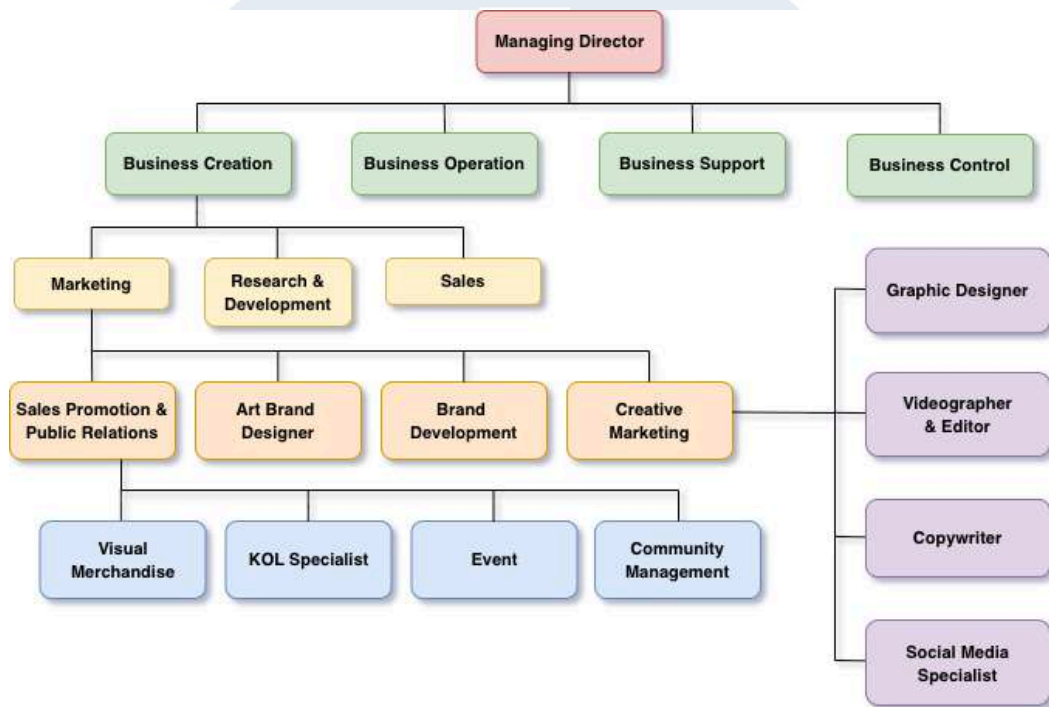 Managing Director
Business Creation
Business Operation
Business Support
Business Control
Marketing
Research &
Development
Sales
Sales Promotion &
Public Relations
Art Brand
Designer
Brand
Development
Creative
Marketing
Visual
Merchandise
KOL Specialist
Event
Community
Management
Graphic Designer
Videographer
& Editor
Copywriter
Social Media
Specialist